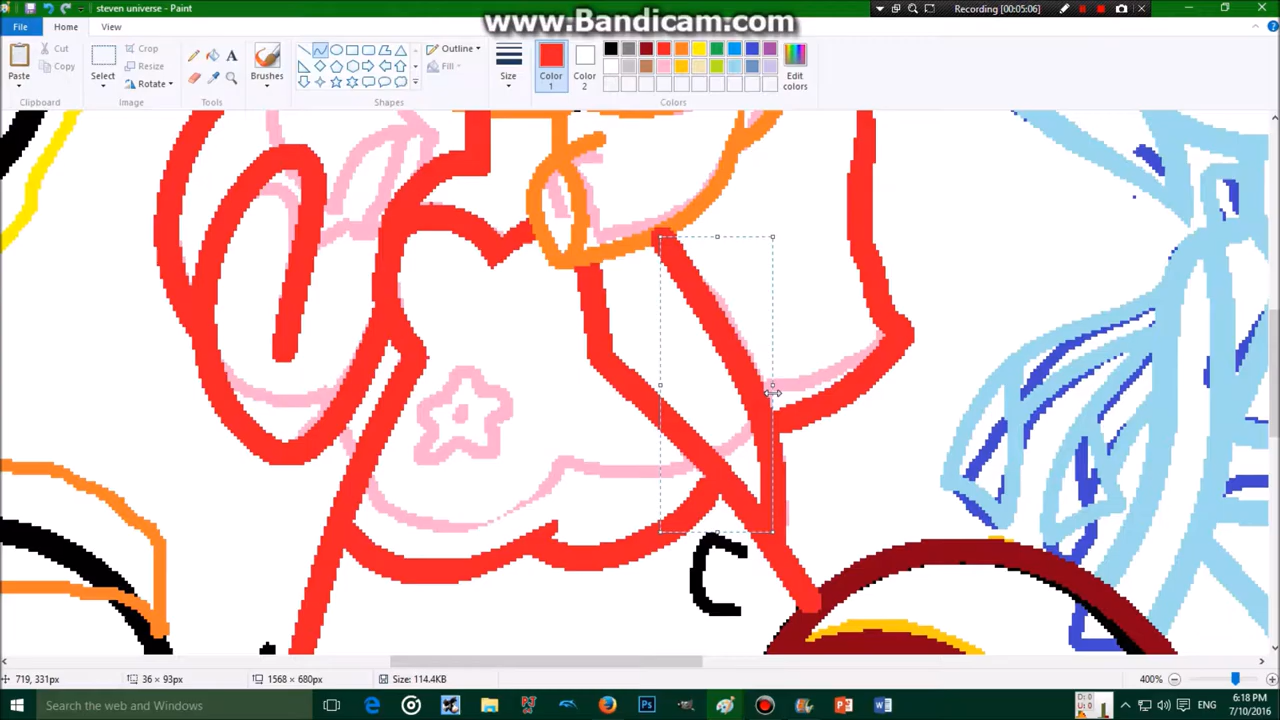 steven universe - Paint
www.Bandicam.com
Recording [00:05:06]
File Home View
Paste
Cut
Copy
Clipboard
Select
Crop
Resize
Rotate
Image
Tools
Brushes
Outline
Fill
Shapes
Size
Color 1
Color 2
Edit colors
Colors
719, 331px
36 × 93px
1568 × 680px
Size: 114.4KB
400%
Search the web and Windows
D: 0
C: 0
ENG
6:18 PM
7/10/2016